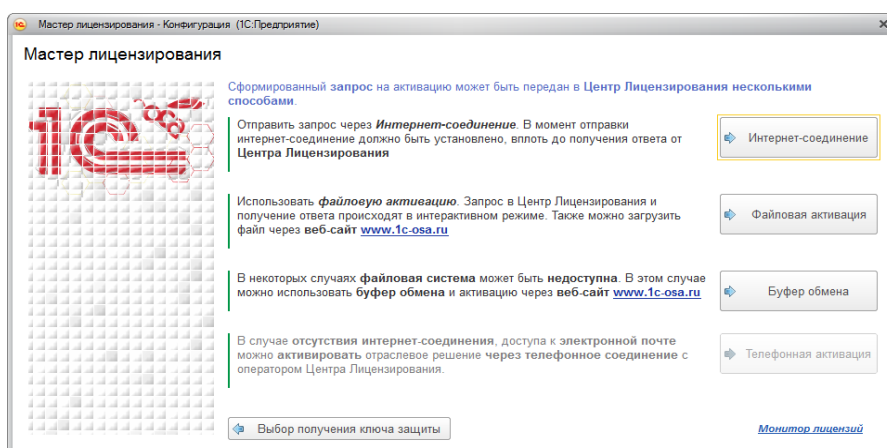 Мастер лицензирования - Конфигурация (1С:Предприятие)
Мастер лицензирования
Сформированный запрос на активацию может быть передан в Центр Лицензирования несколькими
способами.
Отправить запрос через Интернет-соединение. В момент отправки
интернет-соединение должно быть установлено, вплоть до получения ответа от
Центра Лицензирования
Интернет-соединение
Использовать файловую активацию. Запрос в Центр Лицензирования и
получение ответа происходят в интерактивном режиме. Также можно загрузить
файл через веб-сайт www.1c-osa.ru
Файловая активация
В некоторых случаях файловая система может быть недоступна. В этом случае
можно использовать буфер обмена и активацию через веб-сайт www.1c-osa.ru
Буфер обмена
В случае отсутствия интернет-соединения, доступа к электронной почте
можно активировать отраслевое решение через телефонное соединение с
оператором Центра Лицензирования.
Телефонная активация
Выбор получения ключа защиты
Монитор лицензий